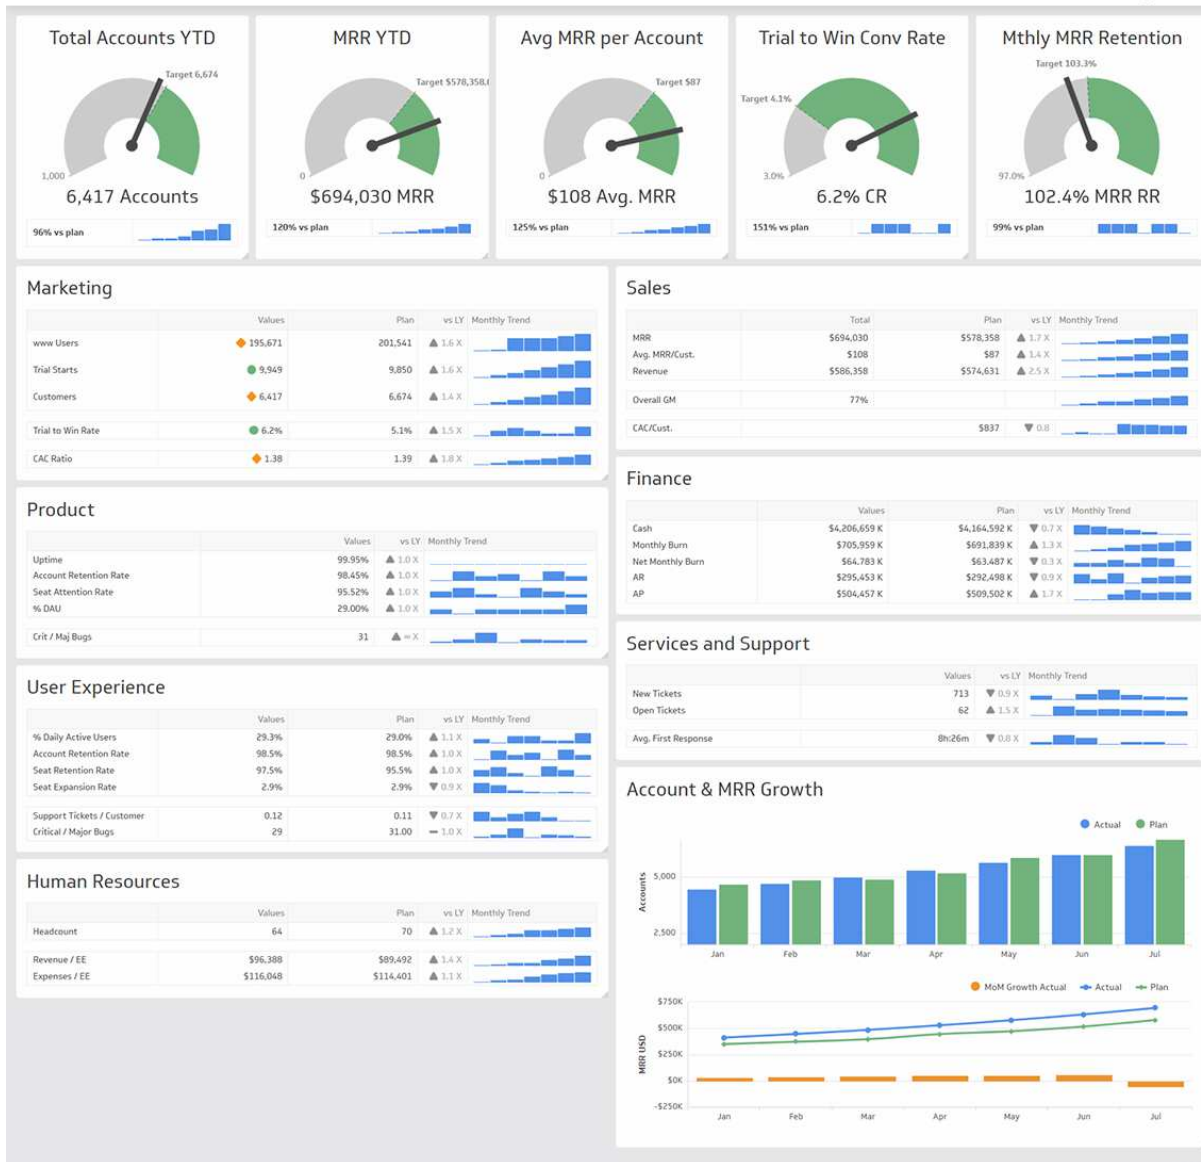 Total Accounts YTD
Target 6,674
1,000
6,417 Accounts
96% vs plan
MRR YTD
Target $578,358.
0
$694,030 MRR
120% vs plan
Avg MRR per Account
Target $87
0
$108 Avg. MRR
125% vs plan
Trial to Win Conv Rate
Target 4.1%
3.0%
6.2% CR
151% vs plan
Mthly MRR Retention
Target 103.3%
97.0%
102.4% MRR RR
99% vs plan
Marketing
Values Plan vs LY Monthly Trend
www Users 195,671 201,541 1.6 X
Trial Starts 9,949 9,850 1.6 X
Customers 6,417 6,674 1.4 X
Trial to Win Rate 6.2% 5.1% 1.5 X
CAC Ratio 1.38 1.39 1.8 X
Product
Values vs LY Monthly Trend
Uptime 99.95% 1.0 X
Account Retention Rate 98.45% 1.0 X
Seat Attention Rate 95.52% 1.0 X
% DAU 29.00% 1.0 X
Crit / Maj Bugs 31 ∞ X
User Experience
Values Plan vs LY Monthly Trend
% Daily Active Users 29.3% 29.0% 1.1 X
Account Retention Rate 98.5% 98.5% 1.0 X
Seat Retention Rate 97.5% 95.5% 1.0 X
Seat Expansion Rate 2.9% 2.9% 0.9 X
Support Tickets / Customer 0.12 0.11 0.7 X
Critical / Major Bugs 29 31.00 1.0 X
Human Resources
Values Plan vs LY Monthly Trend
Headcount 64 70 1.2 X
Revenue / EE $96,388 $89,492 1.4 X
Expenses / EE $116,048 $114,401 1.1 X
Sales
Total Plan vs LY Monthly Trend
MRR $694,030 $578,358 1.7 X
Avg. MRR/Cust. $108 $87 1.4 X
Revenue $586,358 $574,631 2.5 X
Overall GM 77%
CAC/Cust. $837 0.8
Finance
Values Plan vs LY Monthly Trend
Cash $4,206,659 K $4,164,592 K 0.7 X
Monthly Burn $705,959 K $691,839 K 1.3 X
Net Monthly Burn $64,783 K $63,487 K 0.3 X
AR $295,453 K $292,498 K 0.9 X
AP $504,457 K $509,502 K 1.7 X
Services and Support
Values vs LY Monthly Trend
New Tickets 713 0.9 X
Open Tickets 62 1.5 X
Avg. First Response 8h:26m 0.8 X
Account & MRR Growth
Actual Plan
Accounts
5,000
2,500
Jan Feb Mar Apr May Jun Jul
MoM Growth Actual Actual Plan
MRR USD
$750K
$500K
$250K
$0K
-$250K
Jan Feb Mar Apr May Jun Jul